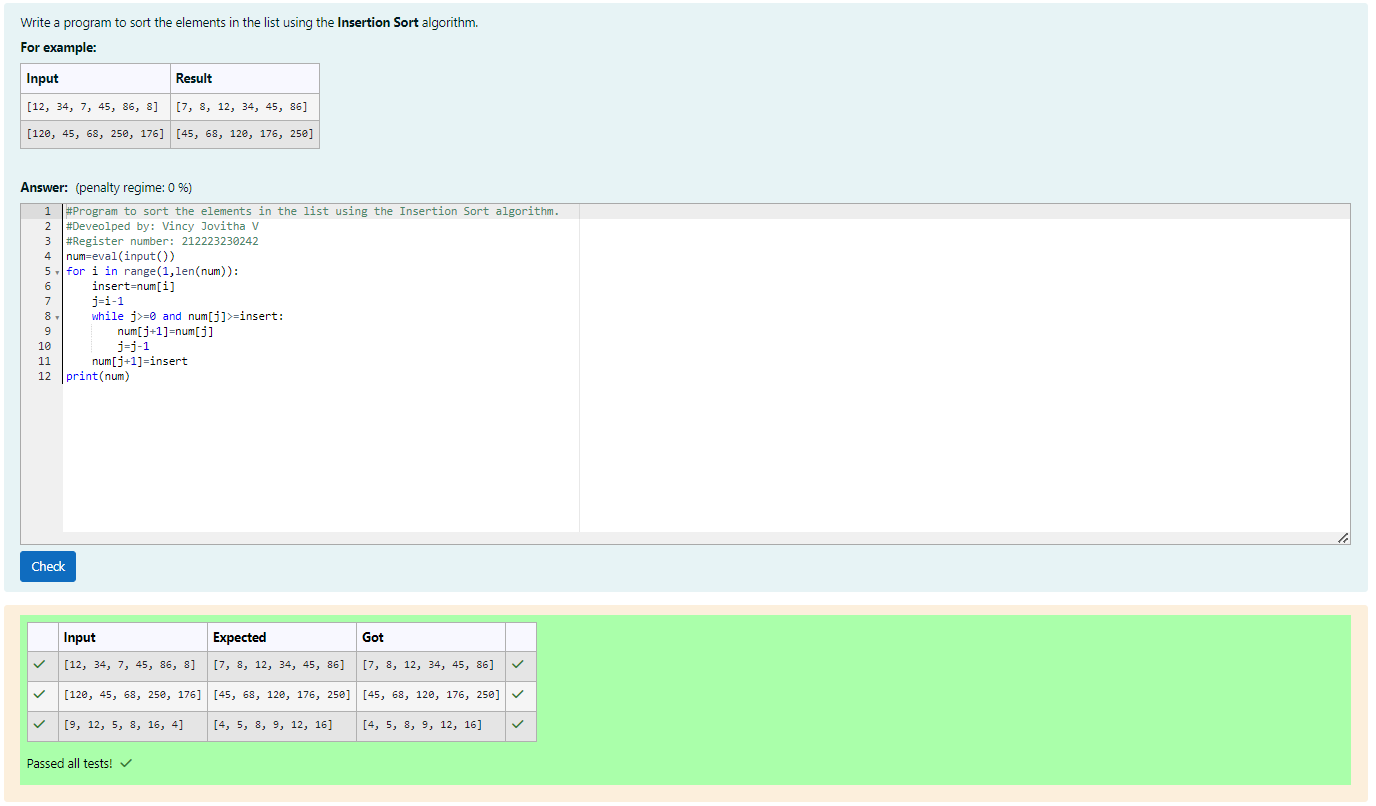 Write a program to sort the elements in the list using the Insertion Sort algorithm.
For example:
Input Result
[12, 34, 7, 45, 86, 8] [7, 8, 12, 34, 45, 86]
[120, 45, 68, 250, 176] [45, 68, 120, 176, 250]
Answer: (penalty regime: 0 %)
1 #Program to sort the elements in the list using the Insertion Sort algorithm.
2 #Deveolped by: Vincy Jovitha V
3 #Register number: 212223230242
4 num=eval(input())
5 for i in range(1,len(num)):
6 insert=num[i]
7 j=i-1
8 while j>=0 and num[j]>=insert:
9 num[j+1]=num[j]
10 j=j-1
11 num[j+1]=insert
12 print(num)
Check
Input Expected Got
[12, 34, 7, 45, 86, 8] [7, 8, 12, 34, 45, 86] [7, 8, 12, 34, 45, 86]
[120, 45, 68, 250, 176] [45, 68, 120, 176, 250] [45, 68, 120, 176, 250]
[9, 12, 5, 8, 16, 4] [4, 5, 8, 9, 12, 16] [4, 5, 8, 9, 12, 16]
Passed all tests!